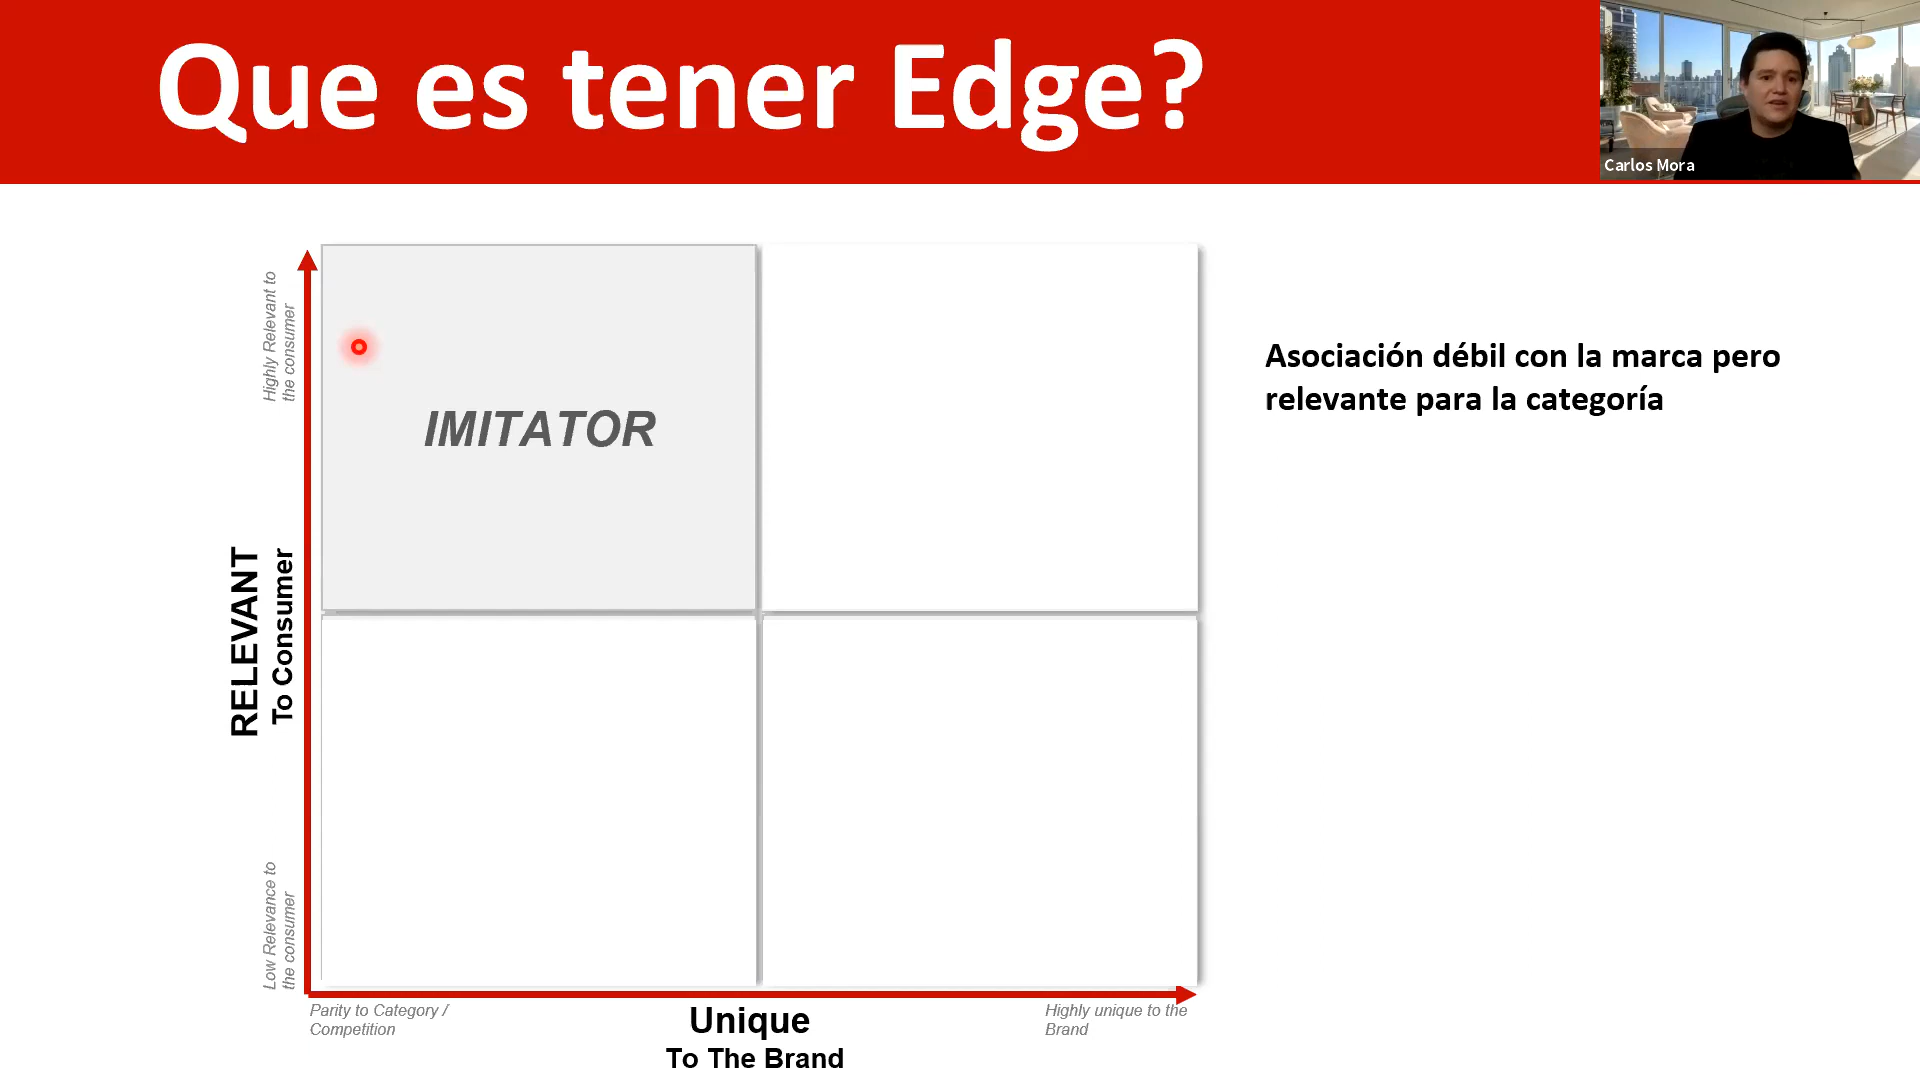 Que es tener Edge?
Carlos Mora
Highly Relevant to
the consumer
IMITATOR
Asociación débil con la marca pero
relevante para la categoría
RELEVANT
To Consumer
Low Relevance to
the consumer
Parity to Category /
Competition
Unique
To The Brand
Highly unique to the
Brand